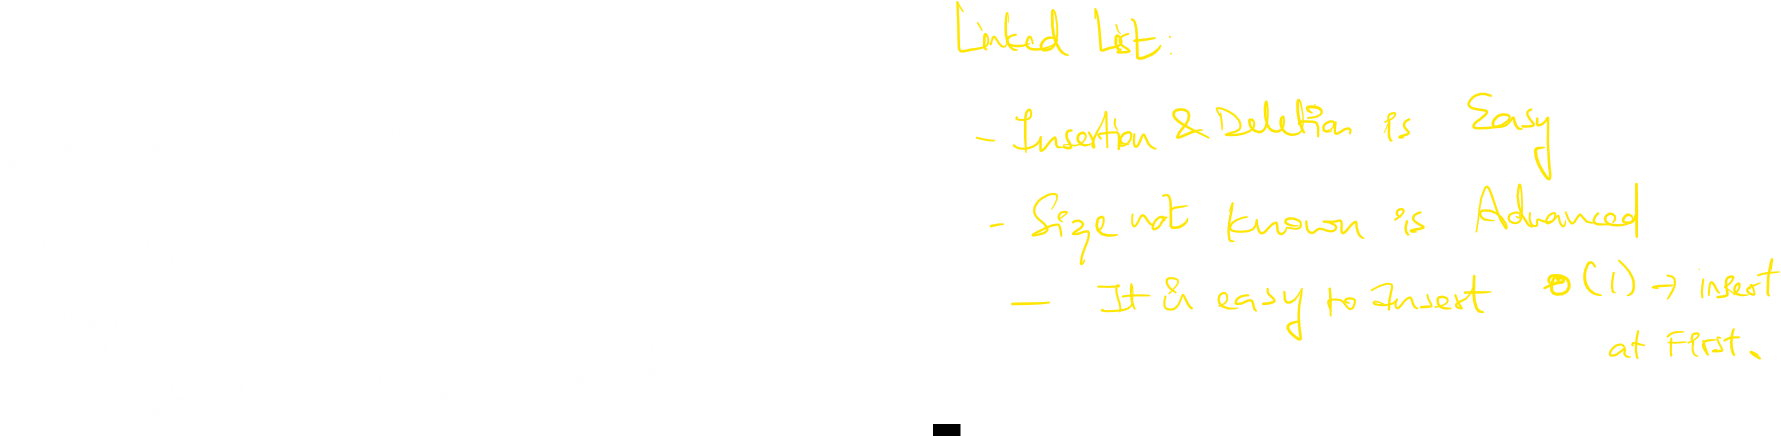 Linked List:
- Insertion & Deletion is Easy
- Size not known is Advanced
- It is easy to Insert O(1) → insert
at First.